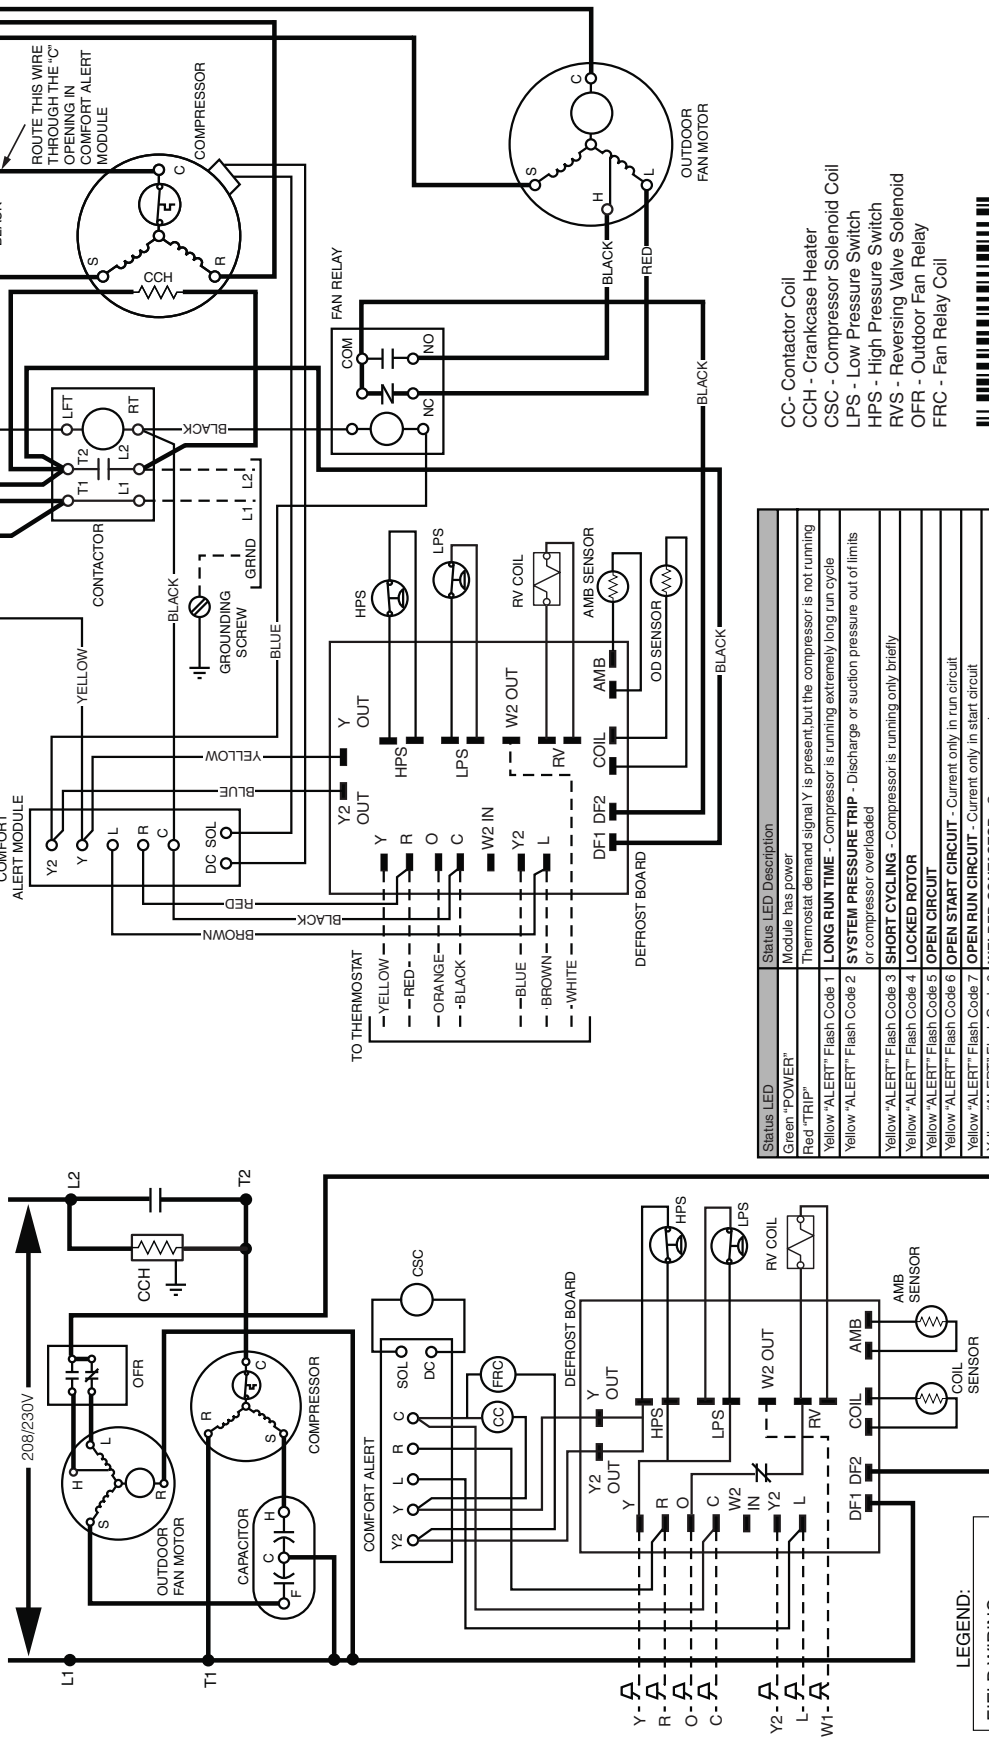 ROUTE THIS WIRE
THROUGH THE "C"
OPENING IN
COMFORT ALERT
MODULE
COMPRESSOR
C
S
R
CCH
S
C
H
L
OUTDOOR
FAN MOTOR
BLACK
RED
FAN RELAY
COM
NO
NC
LFT
RT
T2
L2
T1
L1
CONTACTOR
BLACK
BLACK
L2
L1
GRND
GROUNDING
SCREW
BLACK
BLUE
YELLOW
BLACK
BLACK
YELLOW
BLUE
ALERT MODULE
Y2
Y
L
R
C
DC
SOL
RED
BLACK
BROWN
HPS
LPS
RV COIL
AMB SENSOR
OD SENSOR
Y
OUT
Y2
OUT
HPS
LPS
W2 OUT
RV
AMB
COIL
DF1 DF2
Y
R
O
C
W2 IN
Y2
L
DEFROST BOARD
TO THERMOSTAT
YELLOW
RED
ORANGE
BLACK
BLUE
BROWN
WHITE
CC- Contactor Coil
CCH - Crankcase Heater
CSC - Compressor Solenoid Coil
LPS - Low Pressure Switch
HPS - High Pressure Switch
RVS - Reversing Valve Solenoid
OFR - Outdoor Fan Relay
FRC - Fan Relay Coil
Status LED Status LED Description
Green "POWER" Module has power
Red "TRIP" Thermostat demand signal Y is present,but the compressor is not running
Yellow "ALERT" Flash Code 1 LONG RUN TIME - Compressor is running extremely long run cycle
Yellow "ALERT" Flash Code 2 SYSTEM PRESSURE TRIP - Discharge or suction pressure out of limits
or compressor overloaded
Yellow "ALERT" Flash Code 3 SHORT CYCLING - Compressor is running only briefly
Yellow "ALERT" Flash Code 4 LOCKED ROTOR
Yellow "ALERT" Flash Code 5 OPEN CIRCUIT
Yellow "ALERT" Flash Code 6 OPEN START CIRCUIT - Current only in run circuit
Yellow "ALERT" Flash Code 7 OPEN RUN CIRCUIT - Current only in start circuit
208/230V
L2
T2
L1
T1
CCH
OFR
H
L
S
R
OUTDOOR
FAN MOTOR
R
C
S
COMPRESSOR
CAPACITOR
H
C
F
CSC
SOL
DC
FRC
CC
COMFORT ALERT
C
R
L
Y
Y2
DEFROST BOARD
Y
OUT
Y2
OUT
HPS
LPS
W2 OUT
RV
Y
R
O
C
W2
IN
Y2
L
AMB
COIL
DF1 DF2
HPS
LPS
RV COIL
AMB
SENSOR
COIL
SENSOR
Y
R
O
C
Y2
L
W1
LEGEND: